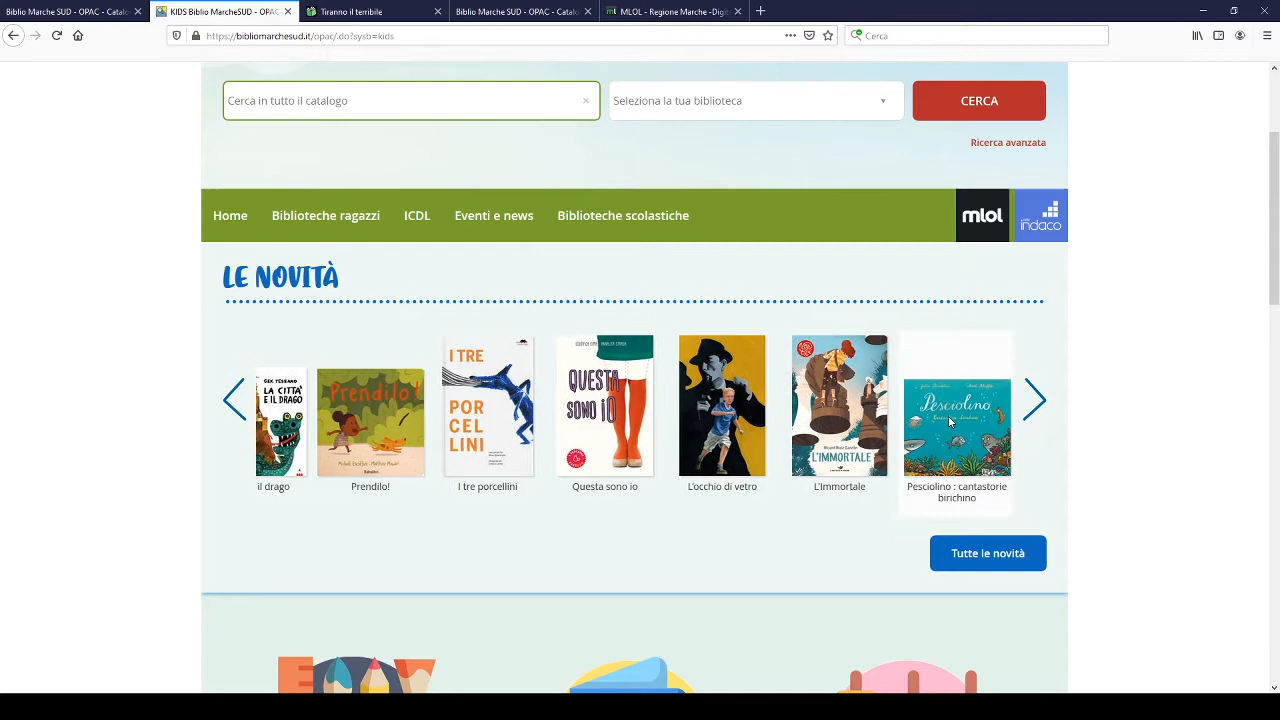 Biblio Marche SUD - OPAC - Catalo
KIDS Biblio MarcheSUD - OPAC
Tiranno il terribile
Biblio Marche SUD - OPAC - Catalo
MLOL - Regione Marche -Digit
https://bibliomarchesud.it/opac/.do?sysb=kids
Cerca
Cerca in tutto il catalogo
Seleziona la tua biblioteca
CERCA
Ricerca avanzata
Home
Biblioteche ragazzi
ICDL
Eventi e news
Biblioteche scolastiche
mlol
indaco
LE NOVITÀ
LA CITTÀ
E IL DRAGO
Prendilo!
I TRE
POR
CEL
LINI
QUESTA
SONO IO
L'IMMORTALE
Pesciolino
il drago
Prendilo!
I tre porcellini
Questa sono io
L'occhio di vetro
L'Immortale
Pesciolino : cantastorie
birichino
Tutte le novità